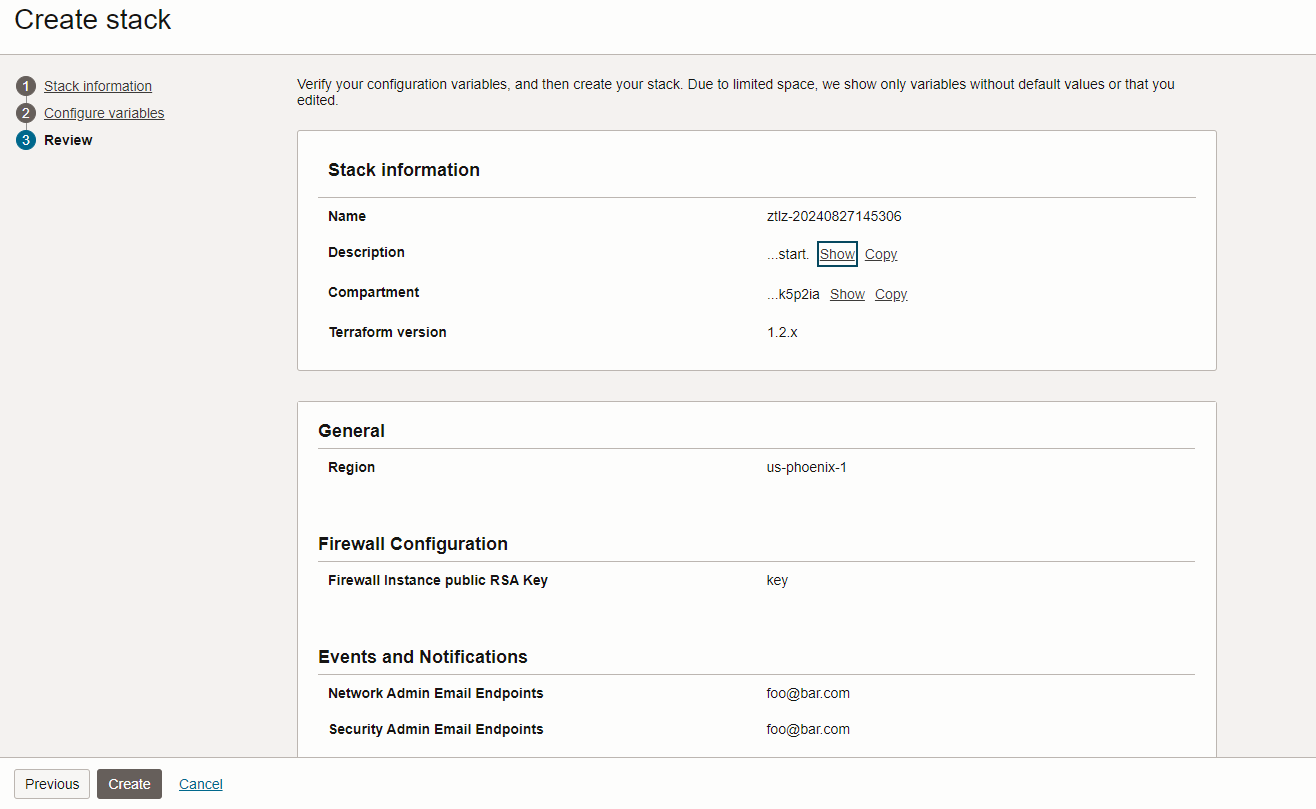 Create stack
1 Stack information
2 Configure variables
3 Review
Verify your configuration variables, and then create your stack. Due to limited space, we show only variables without default values or that you
edited.
Stack information
Name ztlz-20240827145306
Description ...start. Show Copy
Compartment ...k5p2ia Show Copy
Terraform version 1.2.x
General
Region us-phoenix-1
Firewall Configuration
Firewall Instance public RSA Key key
Events and Notifications
Network Admin Email Endpoints foo@bar.com
Security Admin Email Endpoints foo@bar.com
Previous Create Cancel